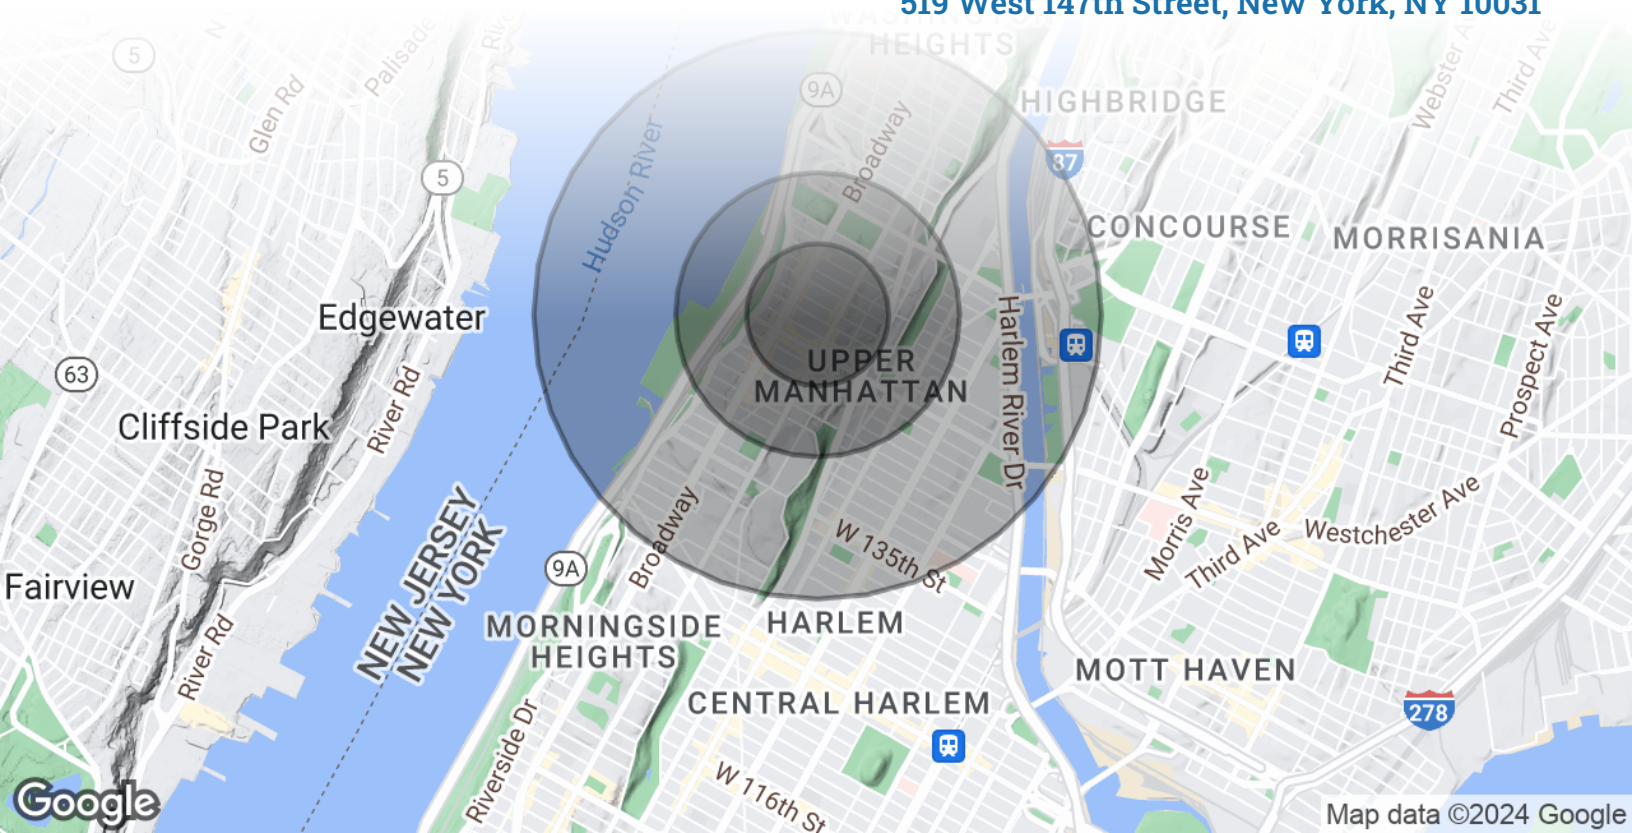 519 West 147th Street, New York, NY 10031
WASHINGTON
HEIGHTS
5
Palisade
Glen Rd
9A
Broadway
HIGHBRIDGE
Webster A
Third Ave
87
5
Hudson River
CONCOURSE
MORRISANIA
Edgewater
Harlem River Dr
Third Ave
Prospect Ave
UPPER
MANHATTAN
63
River Rd
Cliffside Park
Gorge Rd
Broadway
W 135th St
Morris Ave
Third Ave
Westchester Ave
NEW JERSEY
NEW YORK
9A
Fairview
River Rd
MORNINGSIDE
HEIGHTS
HARLEM
MOTT HAVEN
CENTRAL HARLEM
278
Riverside Dr
W 116th St
Google
Map data ©2024 Google